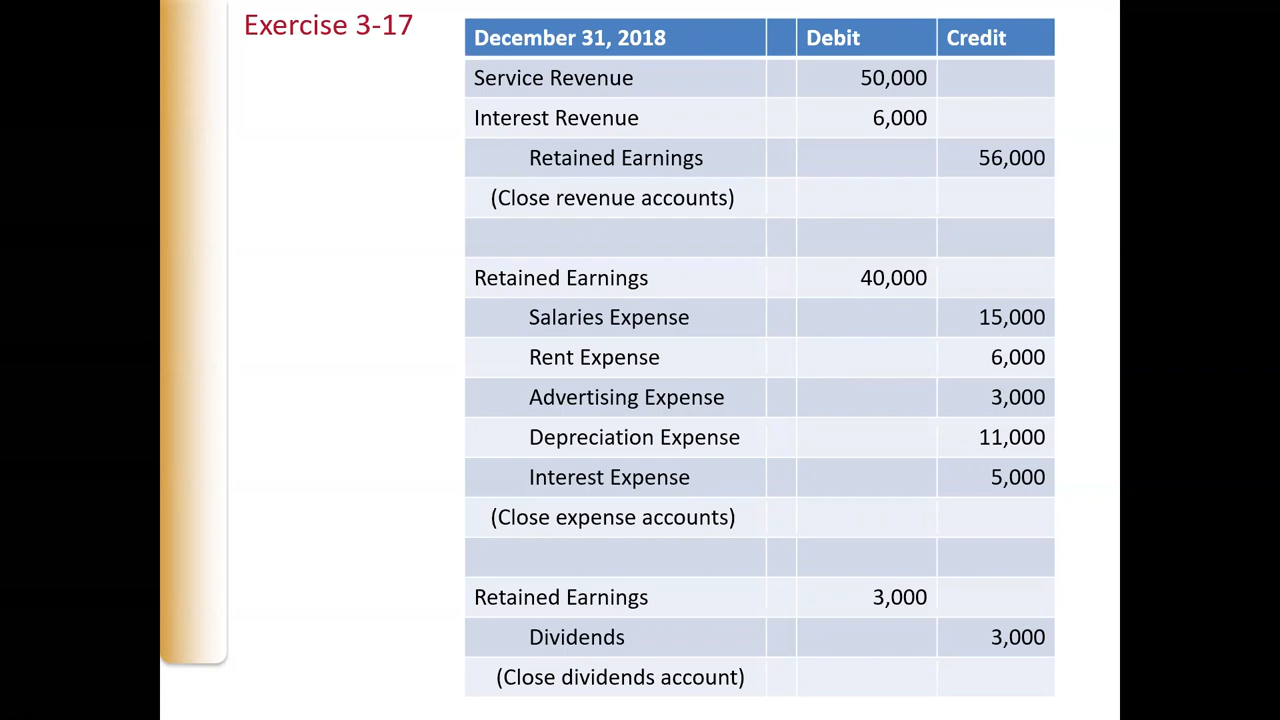 Exercise 3-17
December 31, 2018 Debit Credit
Service Revenue 50,000
Interest Revenue 6,000
Retained Earnings 56,000
(Close revenue accounts)
Retained Earnings 40,000
Salaries Expense 15,000
Rent Expense 6,000
Advertising Expense 3,000
Depreciation Expense 11,000
Interest Expense 5,000
(Close expense accounts)
Retained Earnings 3,000
Dividends 3,000
(Close dividends account)